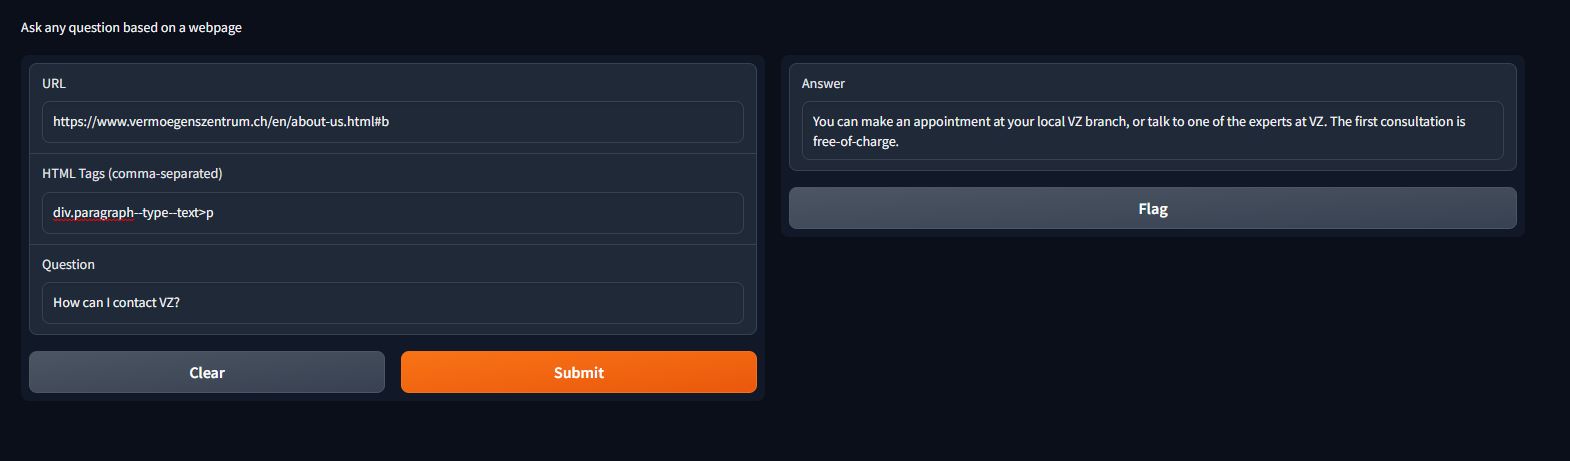 Ask any question based on a webpage
URL
https://www.vermoegenszentrum.ch/en/about-us.html#b
HTML Tags (comma-separated)
div.paragraph--type--text>p
Question
How can I contact VZ?
Clear
Submit
Answer
You can make an appointment at your local VZ branch, or talk to one of the experts at VZ. The first consultation is
free-of-charge.
Flag